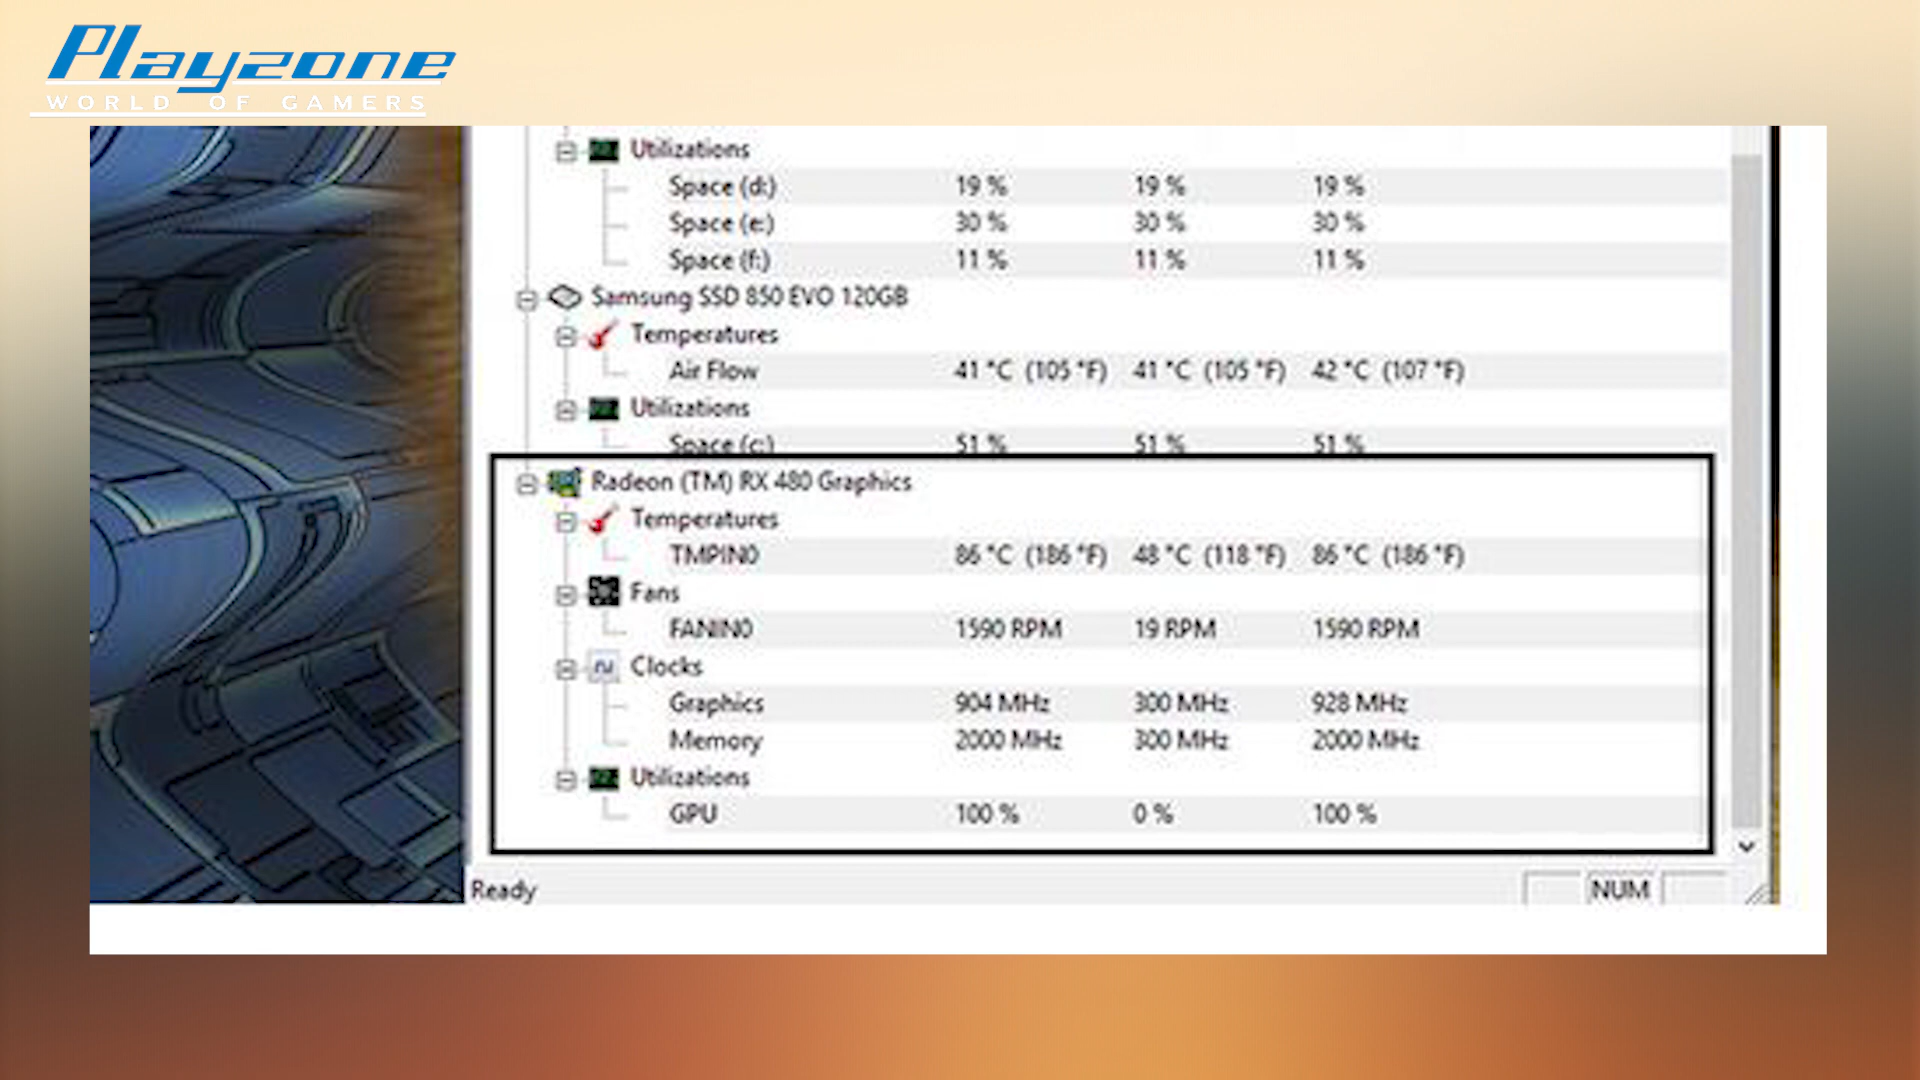 Playzone
WORLD OF GAMERS
Utilizations
Space (d:) 19 % 19 % 19 %
Space (e:) 30 % 30 % 30 %
Space (f:) 11 % 11 % 11 %
Samsung SSD 850 EVO 120GB
Temperatures
Air Flow 41 °C (105 °F) 41 °C (105 °F) 42 °C (107 °F)
Utilizations
Space (c:) 51 % 51 % 51 %
Radeon (TM) RX 480 Graphics
Temperatures
TMPIN0 86 °C (186 °F) 48 °C (118 °F) 86 °C (186 °F)
Fans
FANIN0 1590 RPM 19 RPM 1590 RPM
Clocks
Graphics 904 MHz 300 MHz 928 MHz
Memory 2000 MHz 300 MHz 2000 MHz
Utilizations
GPU 100 % 0 % 100 %
Ready NUM